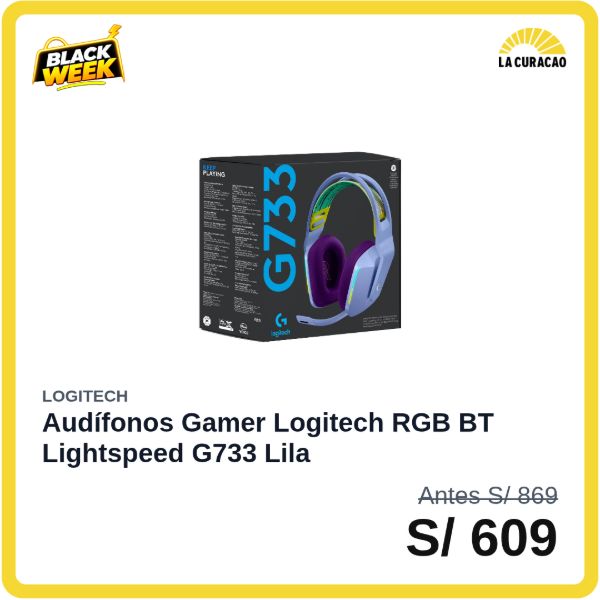 BLACK
WEEK
LA CURACAO
KEEP
PLAYING
G733
logitech
LOGITECH
Audífonos Gamer Logitech RGB BT
Lightspeed G733 Lila
Antes S/ 869
S/ 609